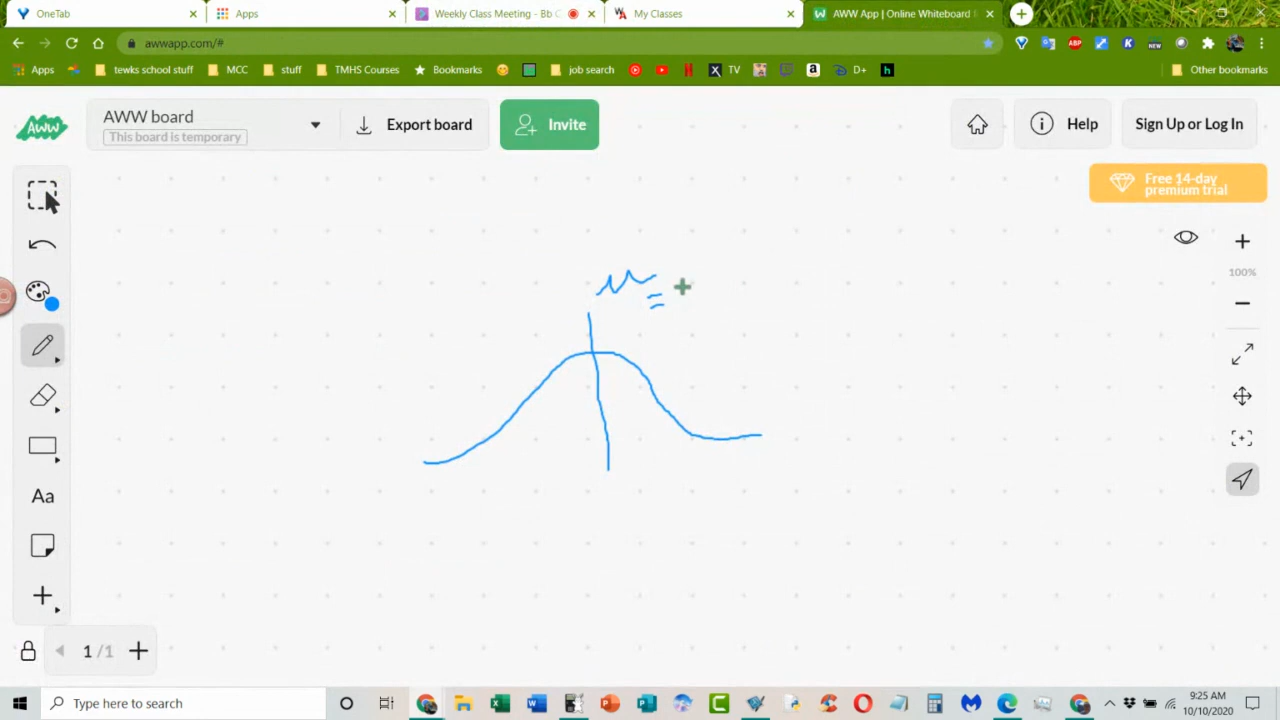 OneTab
Apps
Weekly Class Meeting - Bb C
My Classes
AWW App | Online Whiteboard f
awwapp.com/#
Apps
tewks school stuff
MCC
stuff
TMHS Courses
Bookmarks
job search
TV
D+
Other bookmarks
AWW
AWW board
This board is temporary
Export board
Invite
Help
Sign Up or Log In
Free 14-day
premium trial
100%
μ =
Aa
1 /1
Type here to search
9:25 AM
10/10/2020